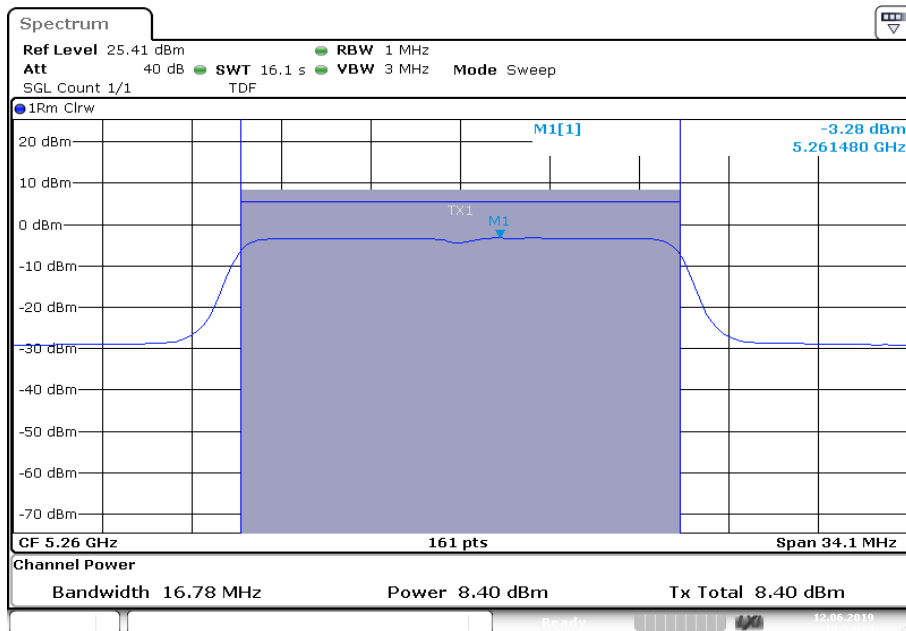 Spectrum
Ref Level 25.41 dBm RBW 1 MHz
Att 40 dB SWT 16.1 s VBW 3 MHz Mode Sweep
SGL Count 1/1 TDF
1Rm Clrw
M1[1] -3.28 dBm
5.261480 GHz
20 dBm
10 dBm
TX1
M1
0 dBm
-10 dBm
-20 dBm
-30 dBm
-40 dBm
-50 dBm
-60 dBm
-70 dBm
CF 5.26 GHz 161 pts Span 34.1 MHz
Channel Power
Bandwidth 16.78 MHz Power 8.40 dBm Tx Total 8.40 dBm
Ready LXI 12.06.2019